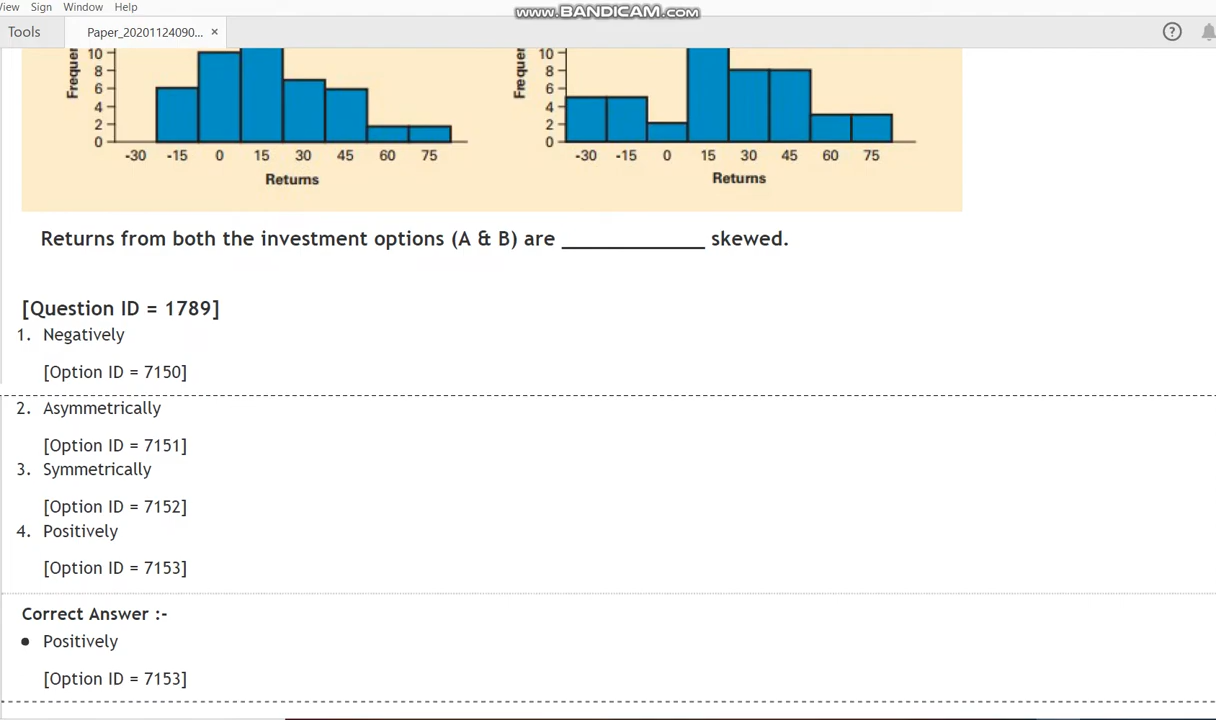 View Sign Window Help
www.BANDICAM.com
Tools Paper_20201124090... ×
?
Frequen 10 8 6 4 2 0
-30 -15 0 15 30 45 60 75
Returns
Frequen 10 8 6 4 2 0
-30 -15 0 15 30 45 60 75
Returns
Returns from both the investment options (A & B) are _____________ skewed.
[Question ID = 1789]
1. Negatively
[Option ID = 7150]
2. Asymmetrically
[Option ID = 7151]
3. Symmetrically
[Option ID = 7152]
4. Positively
[Option ID = 7153]
Correct Answer :-
• Positively
[Option ID = 7153]